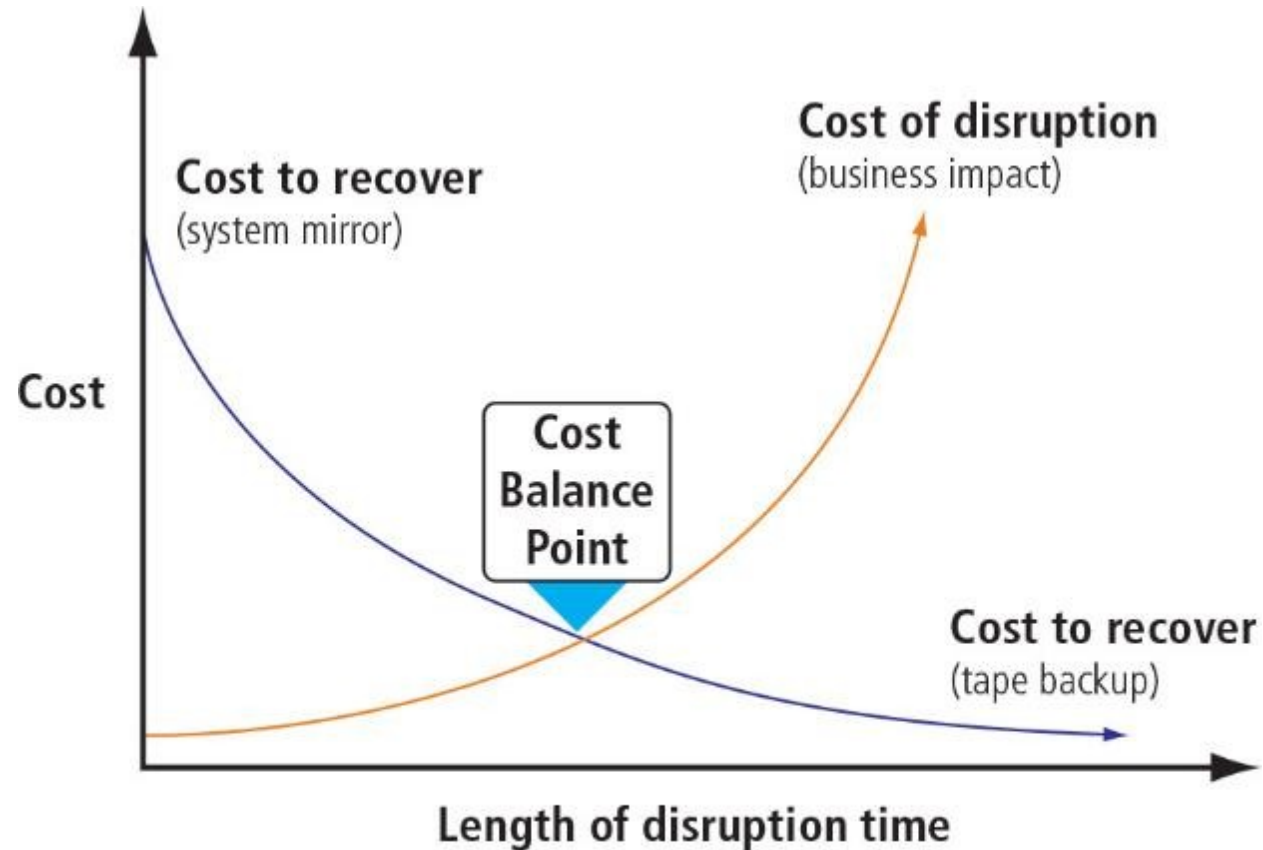 Cost of disruption
(business impact)
Cost to recover
(system mirror)
Cost
Cost
Balance
Point
Cost to recover
(tape backup)
Length of disruption time